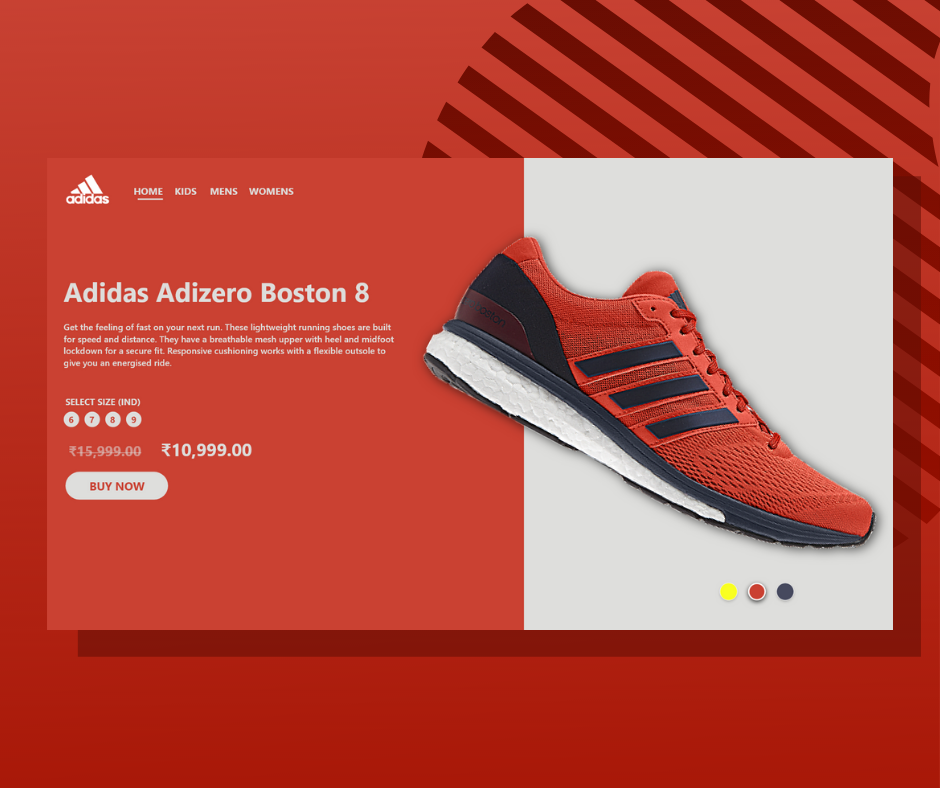 adidas
HOME KIDS MENS WOMENS
Adidas Adizero Boston 8
Get the feeling of fast on your next run. These lightweight running shoes are built
for speed and distance. They have a breathable mesh upper with heel and midfoot
lockdown for a secure fit. Responsive cushioning works with a flexible outsole to
give you an energised ride.
SELECT SIZE (IND)
6 7 8 9
₹15,999.00 ₹10,999.00
BUY NOW